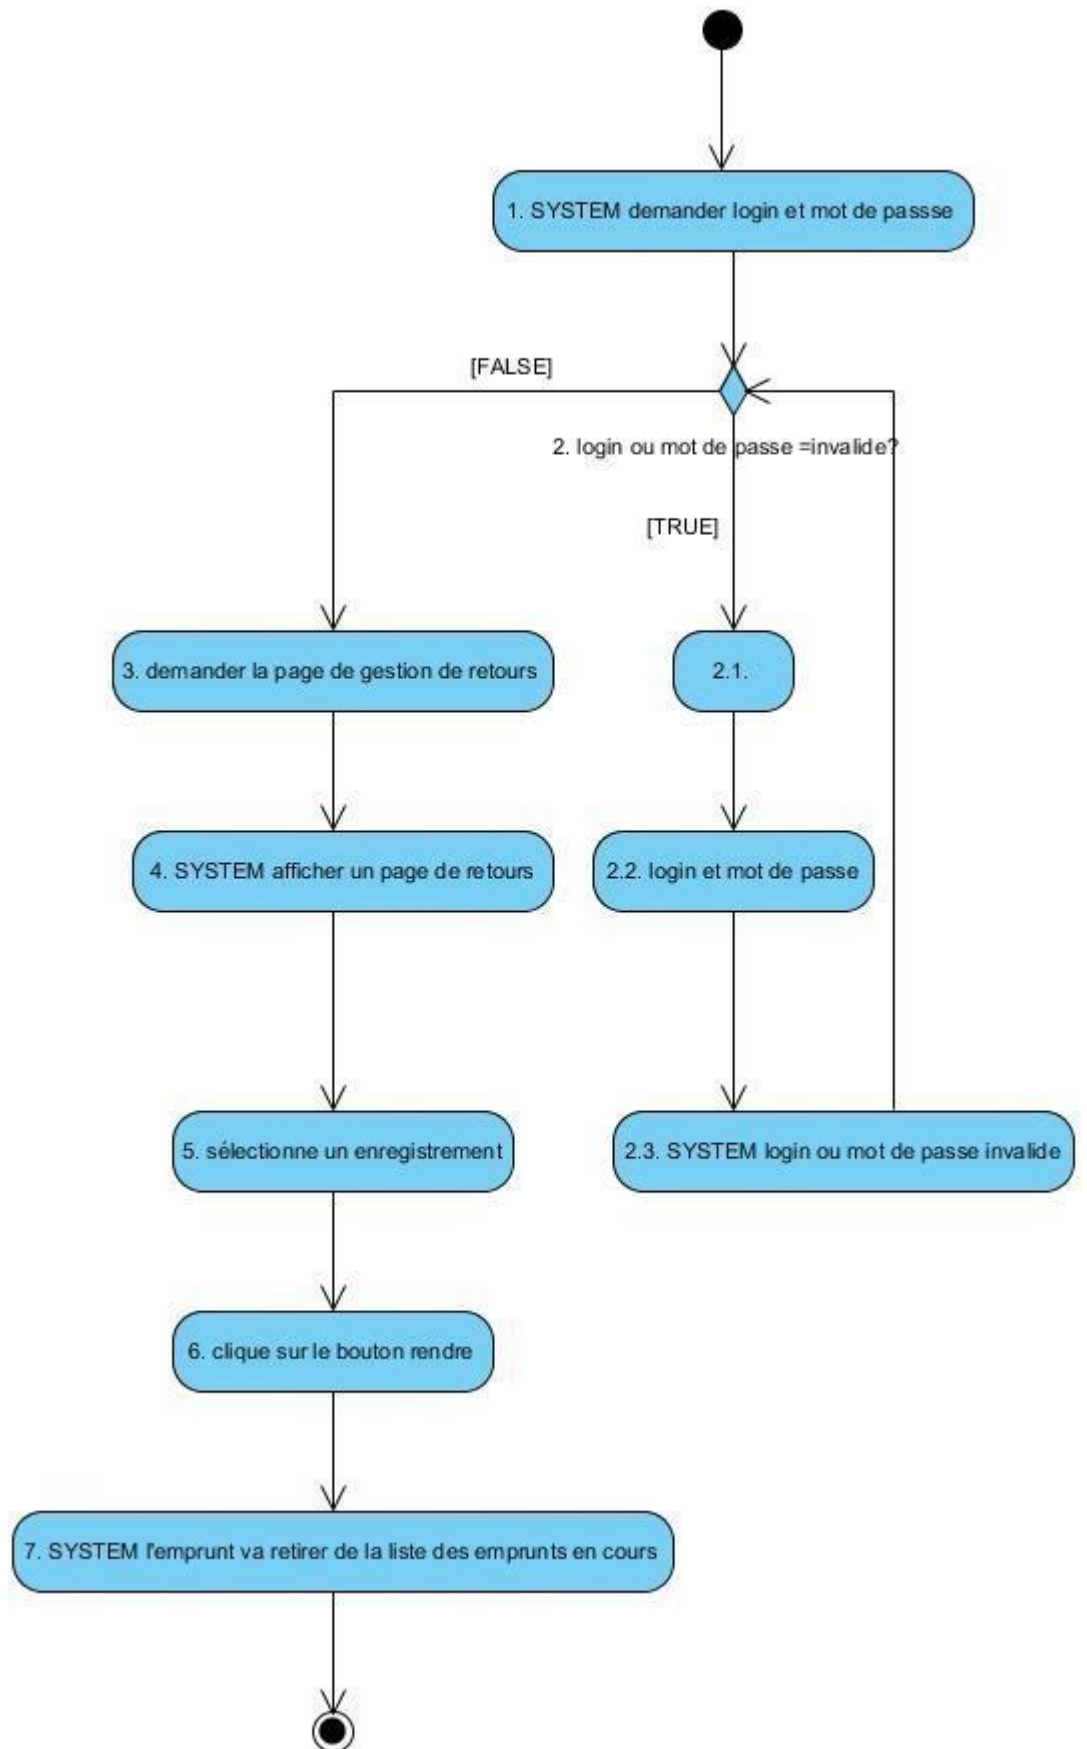 1. SYSTEM demander login et mot de passse
[FALSE]
2. login ou mot de passe =invalide?
[TRUE]
3. demander la page de gestion de retours
2.1.
4. SYSTEM afficher un page de retours
2.2. login et mot de passe
5. sélectionne un enregistrement
2.3. SYSTEM login ou mot de passe invalide
6. clique sur le bouton rendre
7. SYSTEM l'emprunt va retirer de la liste des emprunts en cours